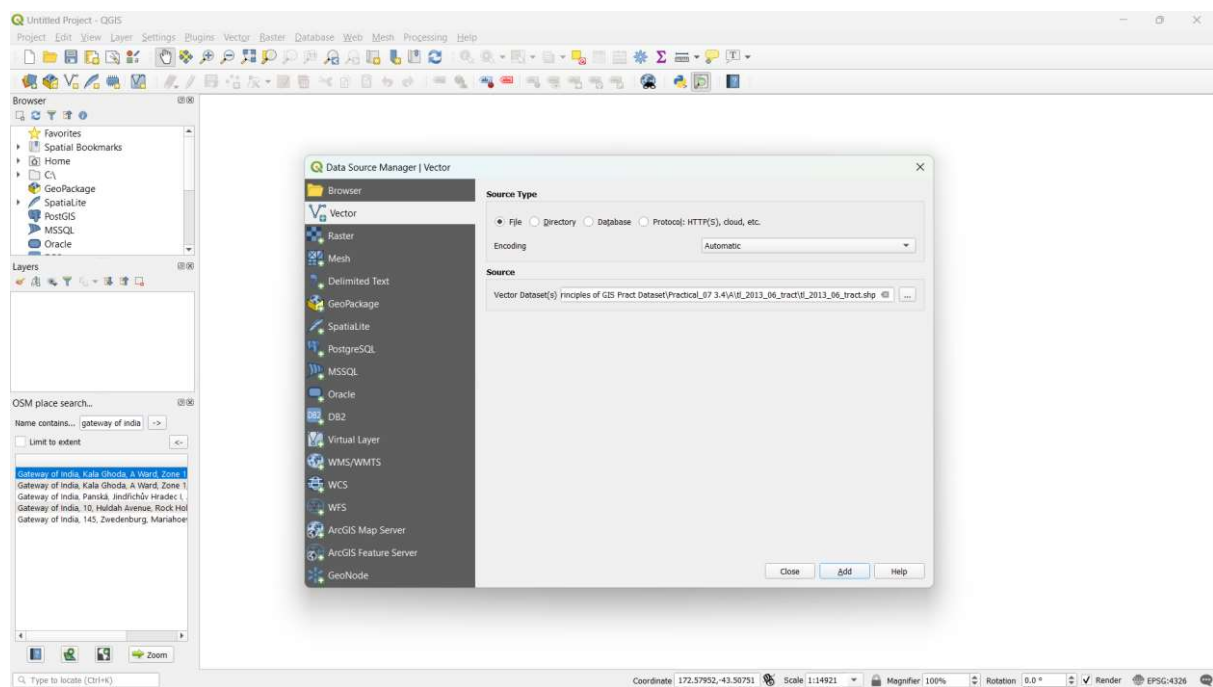 Untitled Project - QGIS
Project Edit View Layer Settings Plugins Vector Raster Database Web Mesh Processing Help
Browser
Favorites
Spatial Bookmarks
Home
C:\
GeoPackage
SpatiaLite
PostGIS
MSSQL
Oracle
Layers
OSM place search...
Name contains... gateway of india ->
Limit to extent <-
Gateway of India, Kala Ghoda, A Ward, Zone 1
Gateway of India, Kala Ghoda, A Ward, Zone 1
Gateway of India, Panská, Jindřichův Hradec I,
Gateway of India, 10, Huldah Avenue, Rock Hol
Gateway of India, 145, Zwedenburg, Mariahoe
Zoom
Data Source Manager | Vector
Browser
Vector
Raster
Mesh
Delimited Text
GeoPackage
SpatiaLite
PostgreSQL
MSSQL
Oracle
DB2
Virtual Layer
WMS/WMTS
WCS
WFS
ArcGIS Map Server
ArcGIS Feature Server
GeoNode
Source Type
File Directory Database Protocol: HTTP(S), cloud, etc.
Encoding Automatic
Source
Vector Dataset(s) rinciples of GIS Pract Dataset\Practical_07 3.4\A\tl_2013_06_tract\tl_2013_06_tract.shp ...
Close Add Help
Type to locate (Ctrl+K)
Coordinate 172.57952,-43.50751 Scale 1:14921 Magnifier 100% Rotation 0.0 ° Render EPSG:4326